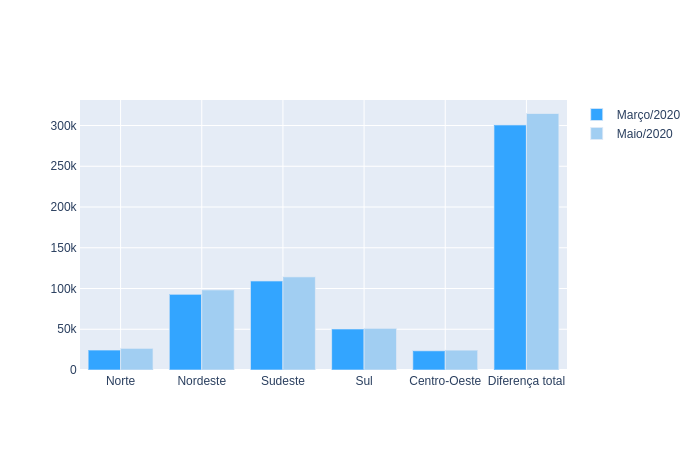 Março/2020
Maio/2020
300k
250k
200k
150k
100k
50k
0
Norte Nordeste Sudeste Sul Centro-Oeste Diferença total